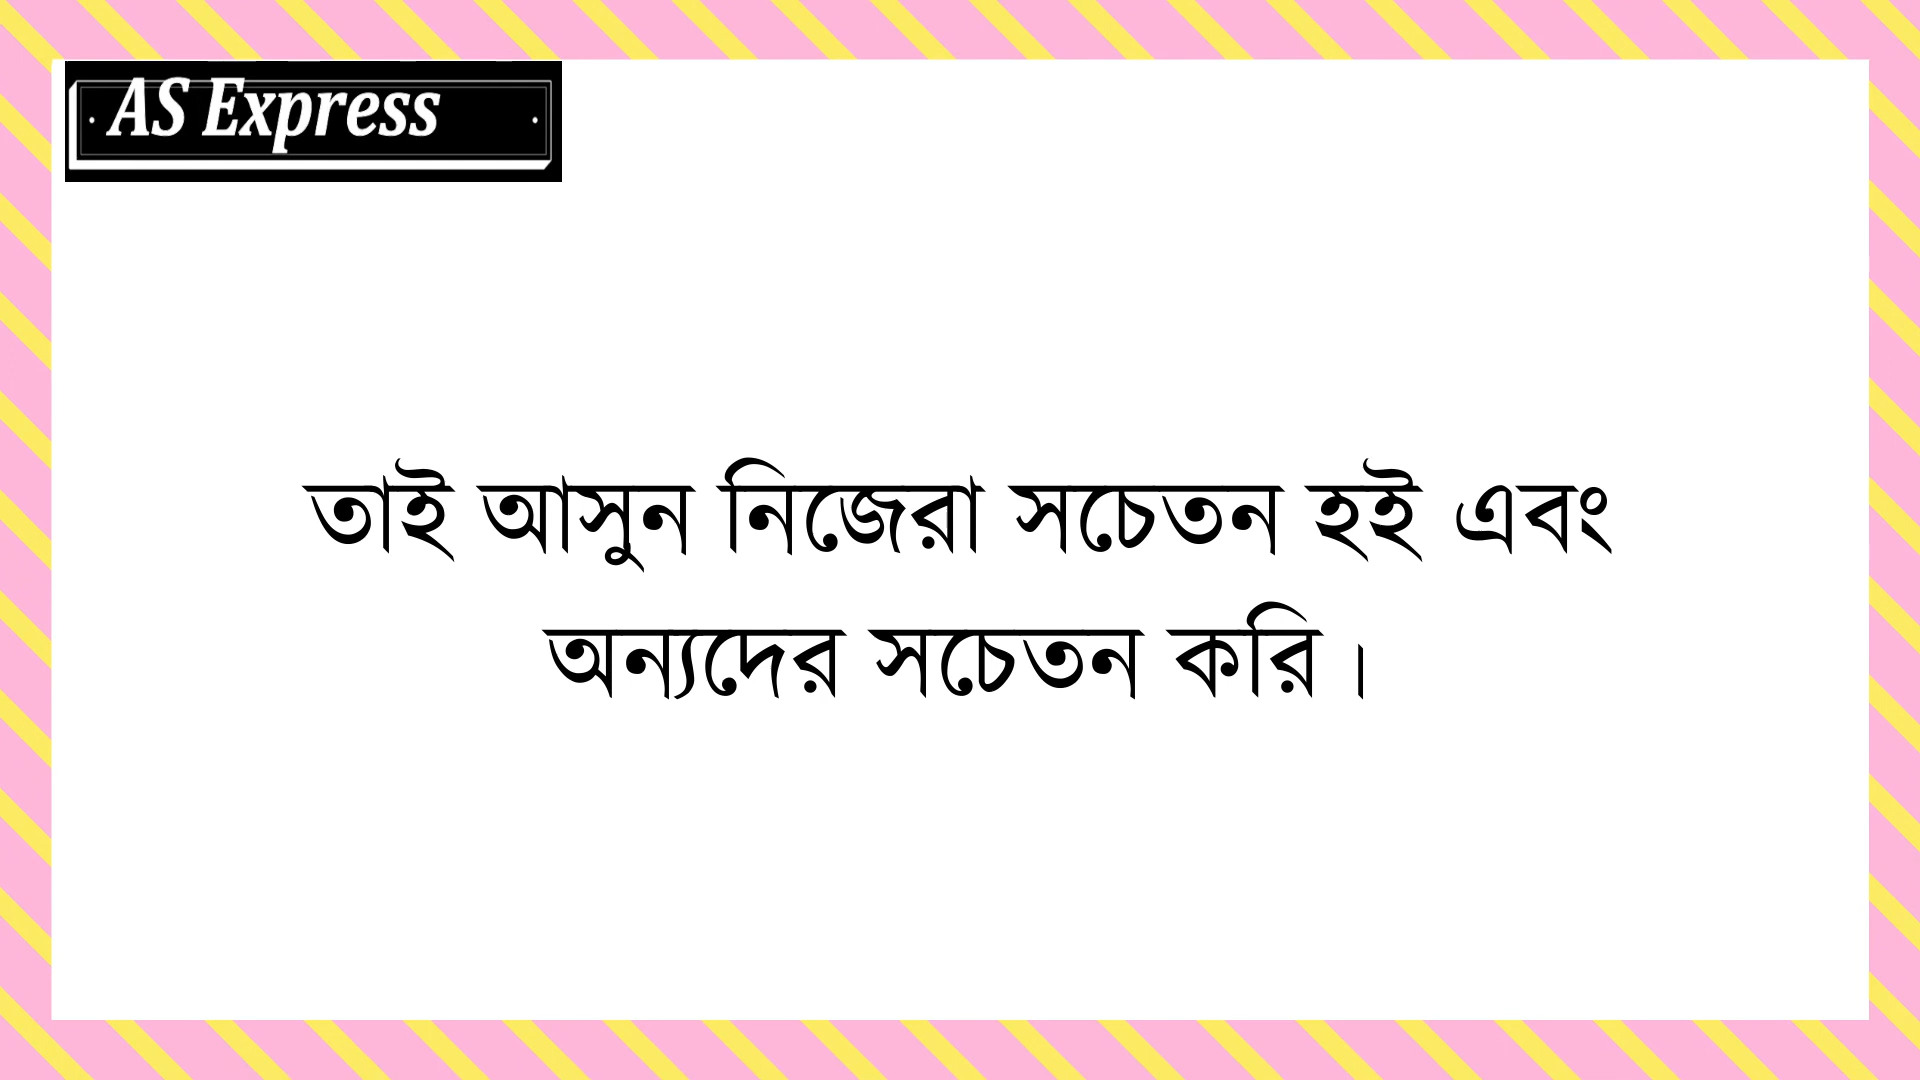 AS Express
তাই আসুন নিজেরা সচেতন হই এবং
অন্যদের সচেতন করি।